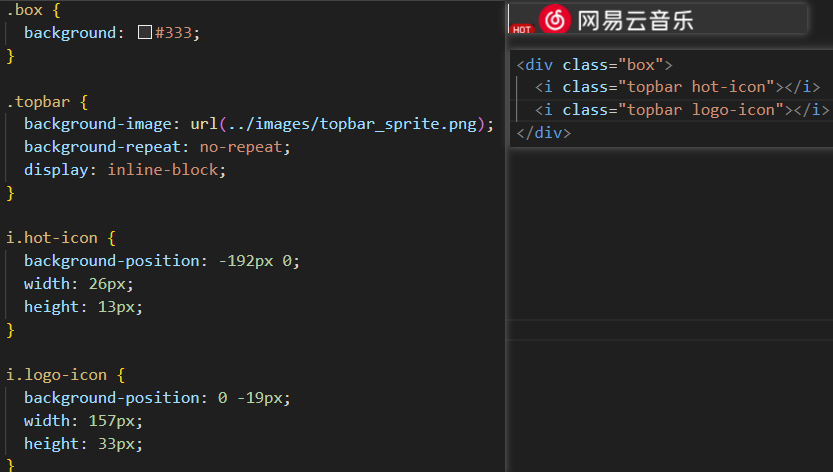 .box {
background: #333;
}
.topbar {
background-image: url(../images/topbar_sprite.png);
background-repeat: no-repeat;
display: inline-block;
}
i.hot-icon {
background-position: -192px 0;
width: 26px;
height: 13px;
}
i.logo-icon {
background-position: 0 -19px;
width: 157px;
height: 33px;
}
HOT 网易云音乐
<div class="box">
<i class="topbar hot-icon"></i>
<i class="topbar logo-icon"></i>
</div>